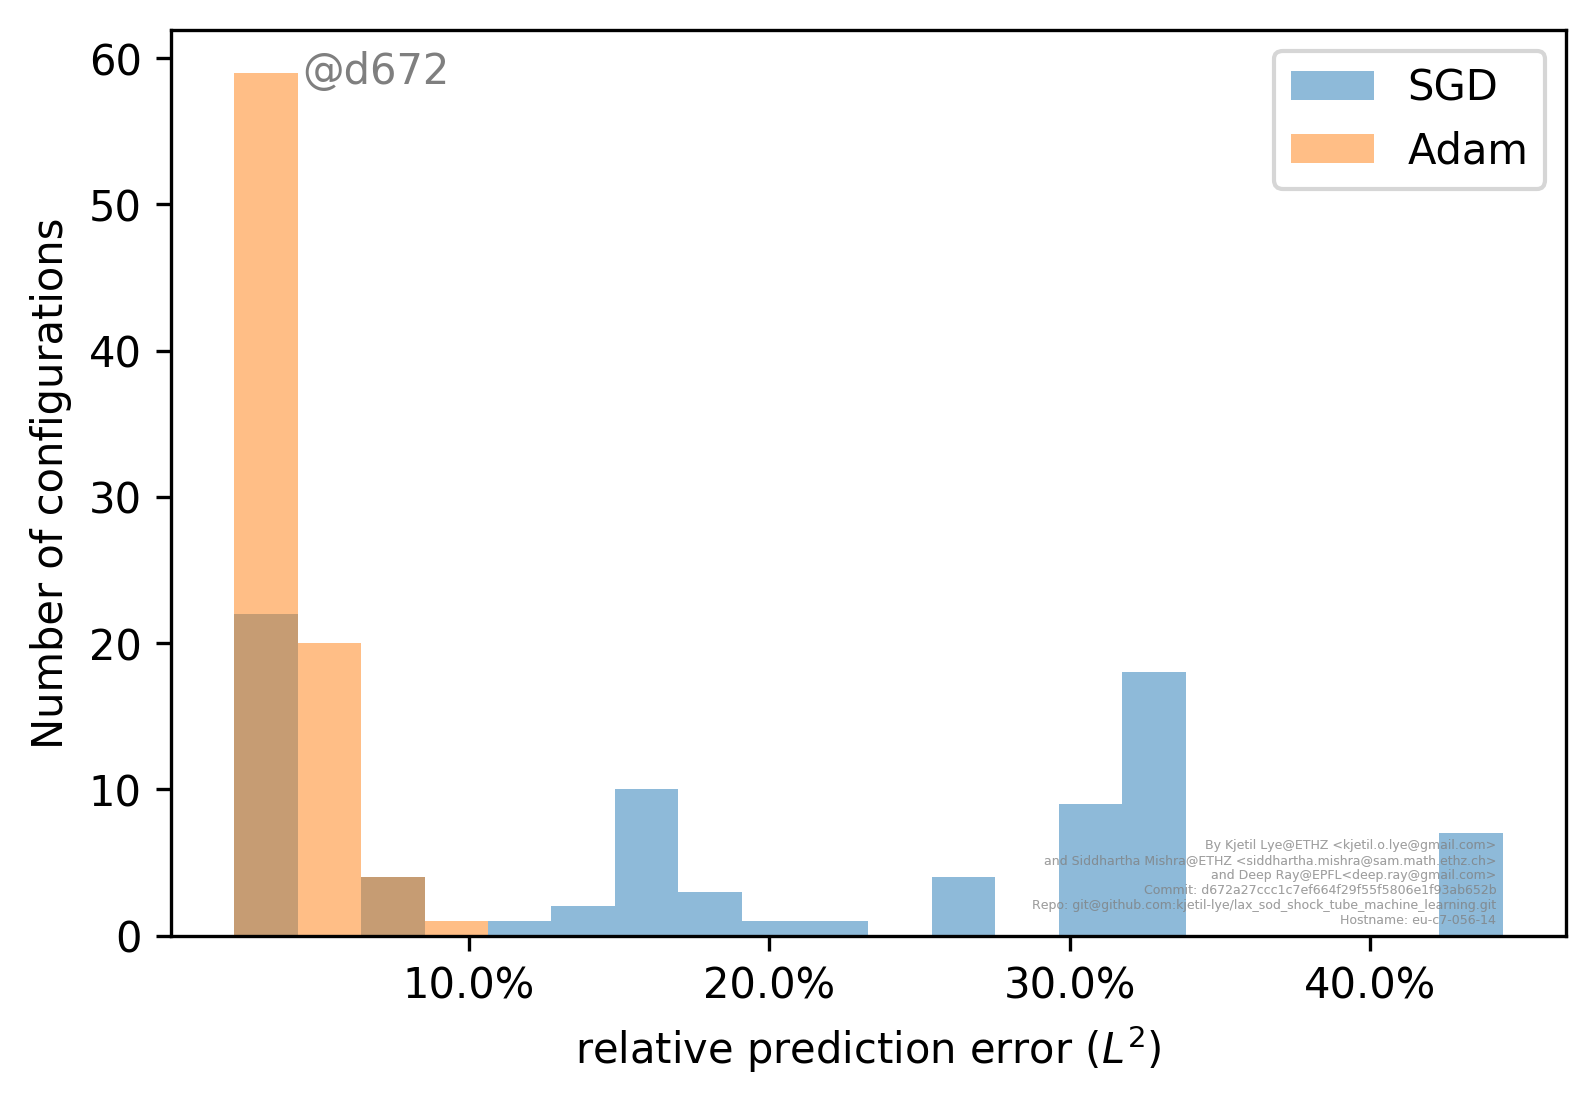 60
@d672
SGD
Adam
50
40
30
20
10
0
Number of configurations
By Kjetil Lye@ETHZ <kjetil.o.lye@gmail.com>
and Siddhartha Mishra@ETHZ <siddhartha.mishra@sam.math.ethz.ch>
and Deep Ray@EPFL<deep.ray@gmail.com>
Commit: d672a27ccc1c7ef664f29f55f5806e1f93ab652b
Repo: git@github.com:kjetil-lye/lax_sod_shock_tube_machine_learning.git
Hostname: eu-c7-056-14
10.0% 20.0% 30.0% 40.0%
relative prediction error (L²)